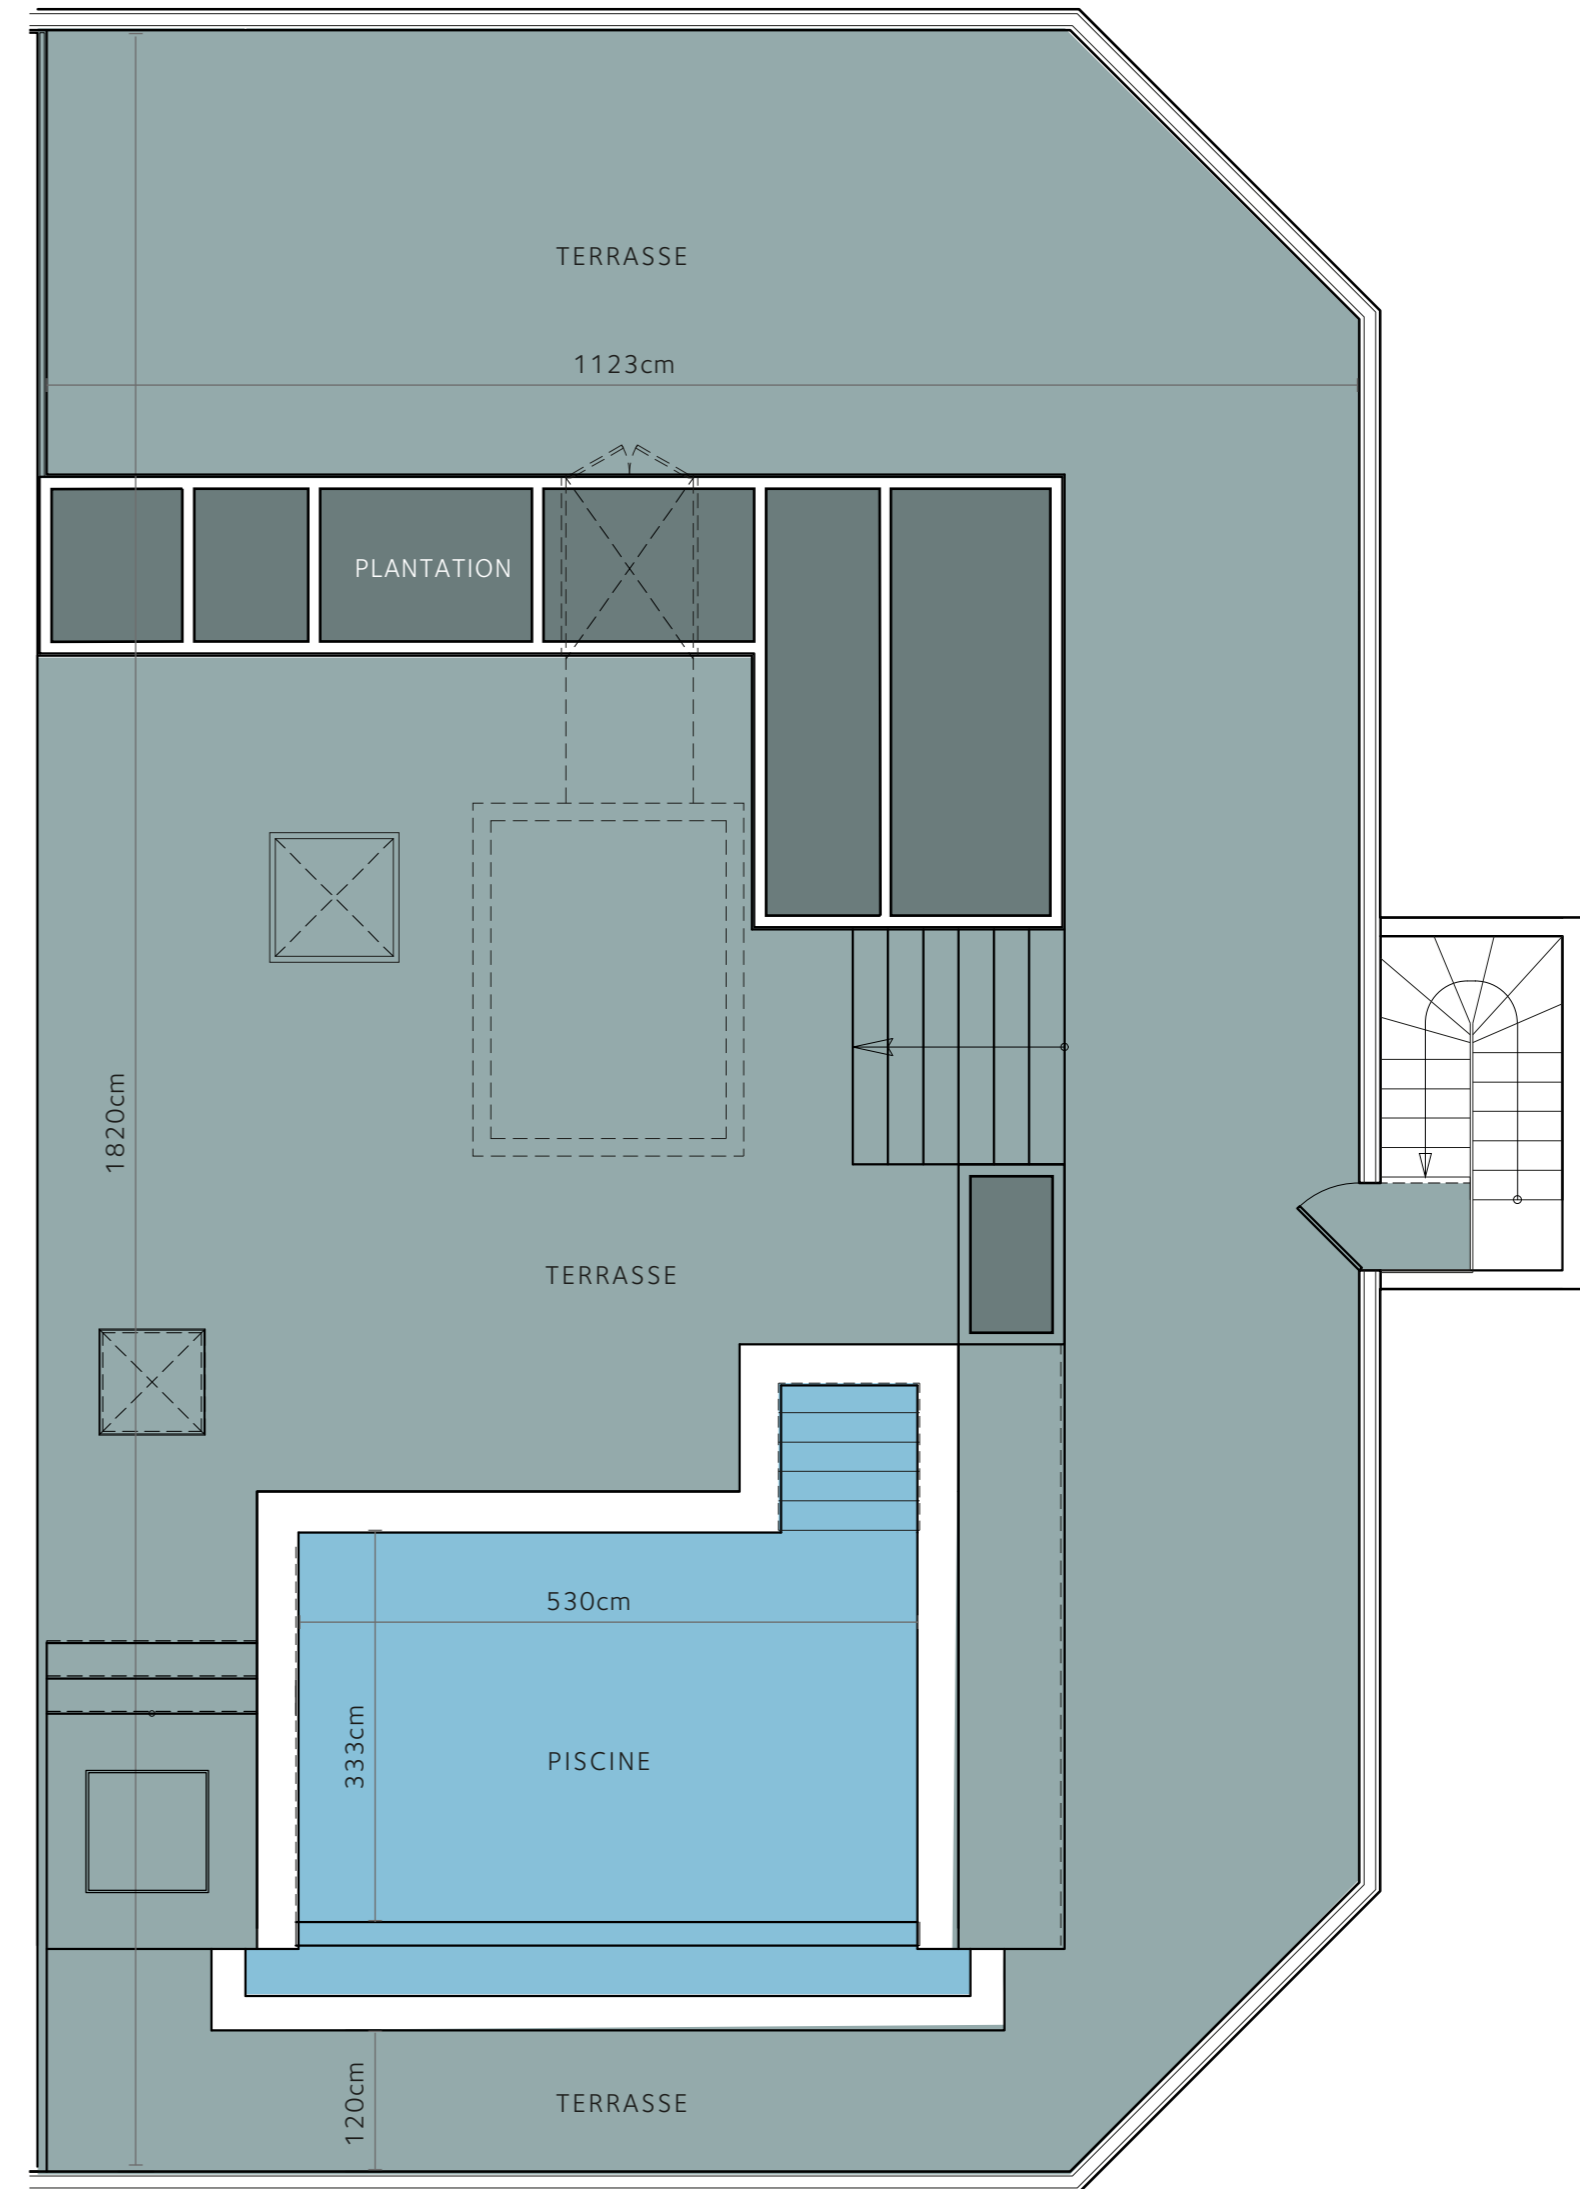 TERRASSE
1123cm
PLANTATION
1820cm
TERRASSE
530cm
333cm
PISCINE
120cm
TERRASSE